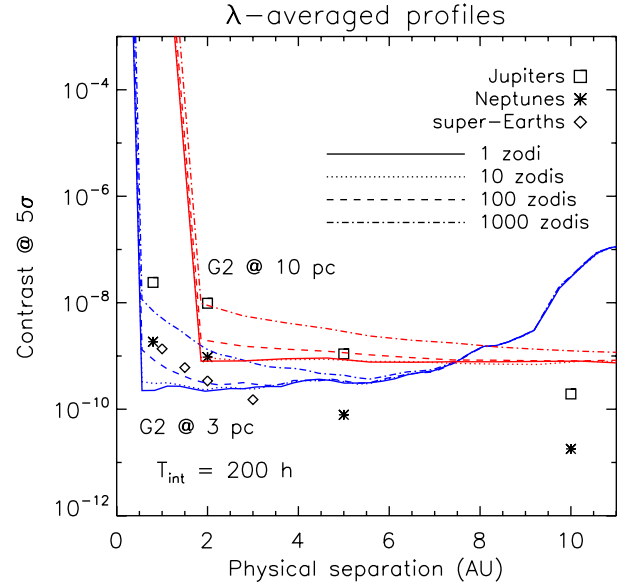 λ-averaged profiles
Contrast @ 5σ
10⁻⁴
10⁻⁶
10⁻⁸
10⁻¹⁰
10⁻¹²
Jupiters
Neptunes
super-Earths
1 zodi
10 zodis
100 zodis
1000 zodis
G2 @ 10 pc
G2 @ 3 pc
T_int = 200 h
0 2 4 6 8 10
Physical separation (AU)